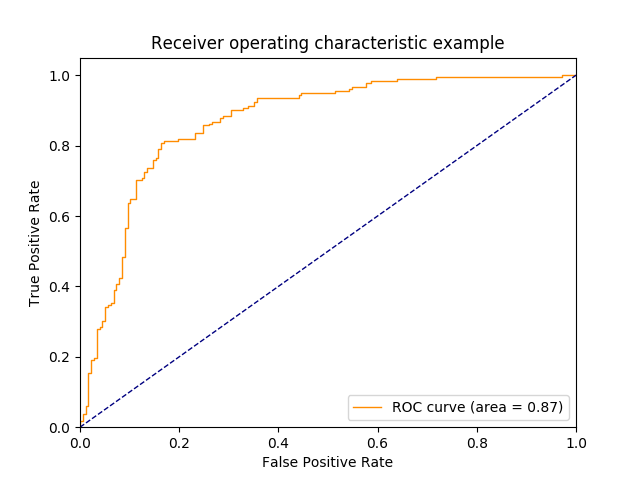 Receiver operating characteristic example
1.0
0.8
0.6
0.4
0.2
0.0
True Positive Rate
ROC curve (area = 0.87)
0.0 0.2 0.4 0.6 0.8 1.0
False Positive Rate